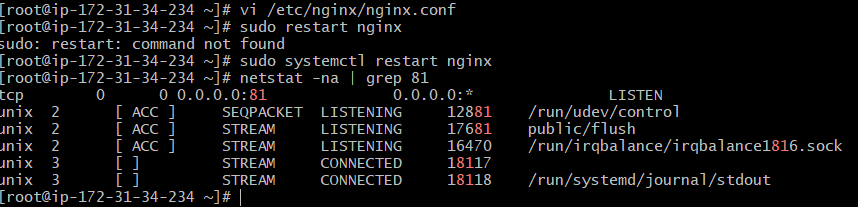 [root@ip-172-31-34-234 ~]# vi /etc/nginx/nginx.conf
[root@ip-172-31-34-234 ~]# sudo restart nginx
sudo: restart: command not found
[root@ip-172-31-34-234 ~]# sudo systemctl restart nginx
[root@ip-172-31-34-234 ~]# netstat -na | grep 81
tcp        0      0 0.0.0.0:81              0.0.0.0:*               LISTEN
unix  2      [ ACC ]     SEQPACKET  LISTENING     12881    /run/udev/control
unix  2      [ ACC ]     STREAM     LISTENING     17681    public/flush
unix  2      [ ACC ]     STREAM     LISTENING     16470    /run/irqbalance/irqbalance1816.sock
unix  3      [ ]         STREAM     CONNECTED     18117
unix  3      [ ]         STREAM     CONNECTED     18118    /run/systemd/journal/stdout
[root@ip-172-31-34-234 ~]#